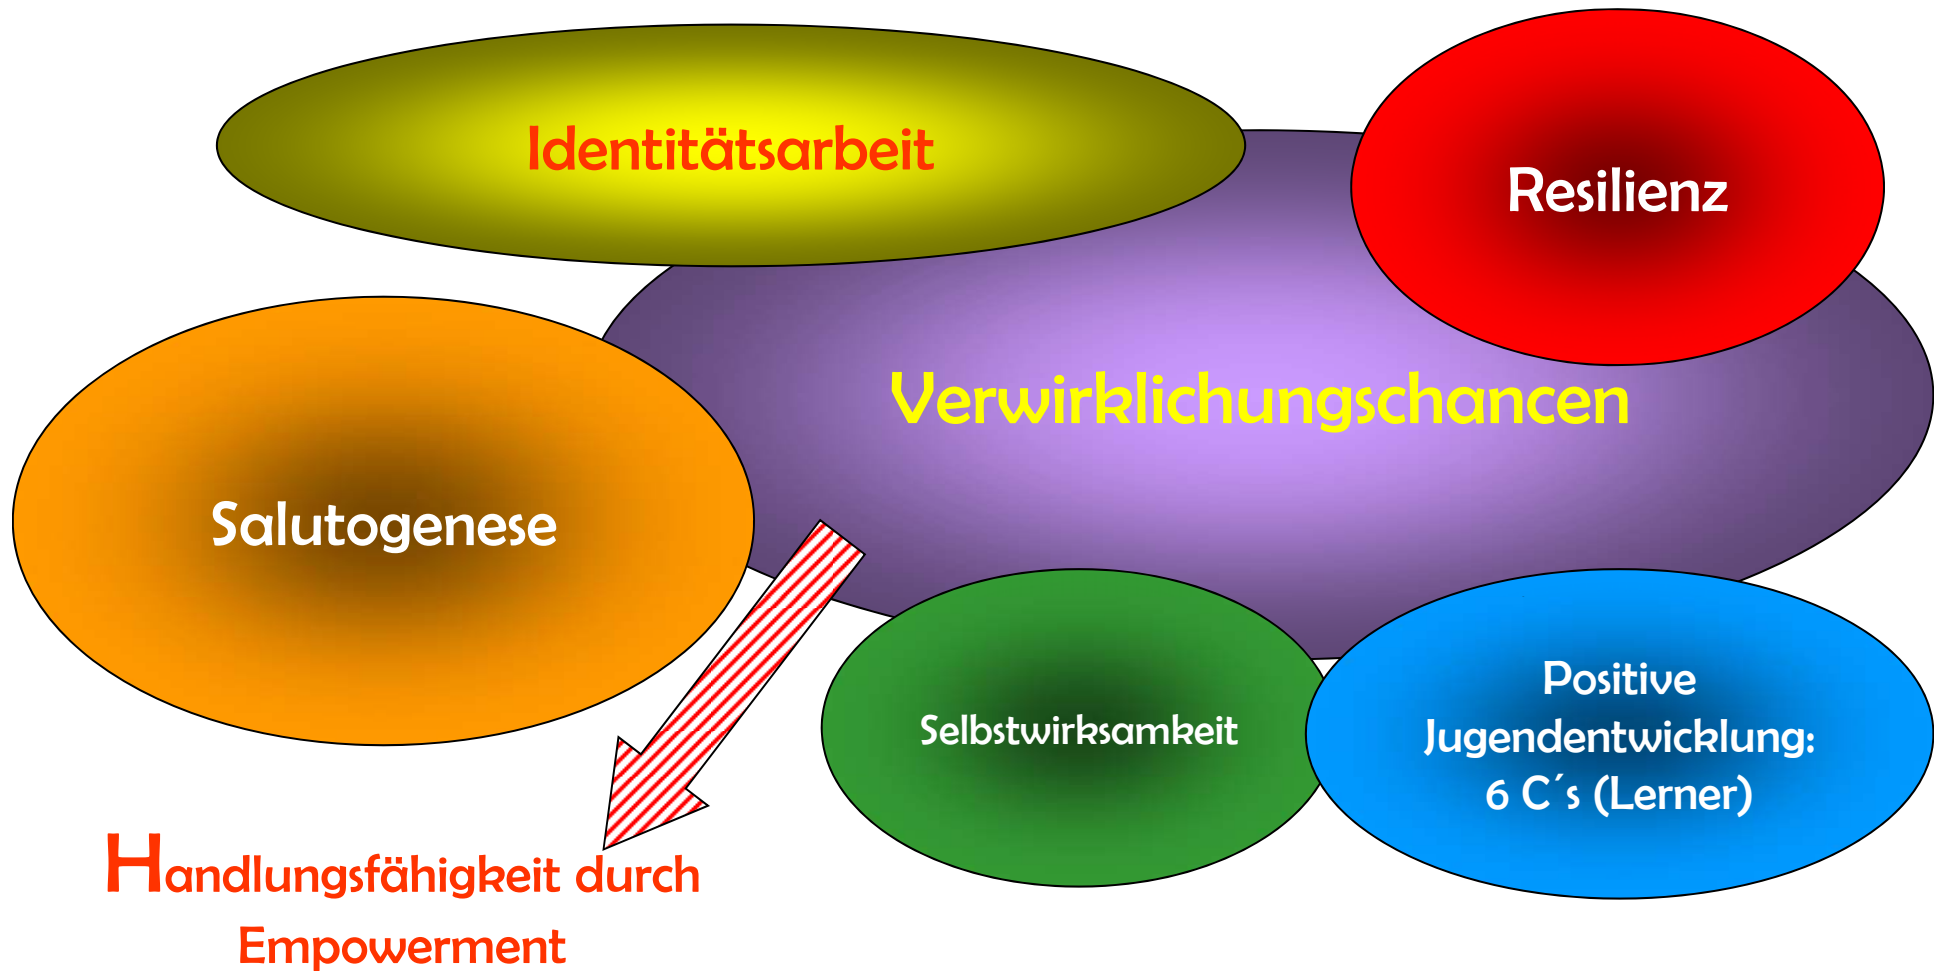 Identitätsarbeit
Resilienz
Verwirklichungschancen
Salutogenese
Selbstwirksamkeit
Positive
Jugendentwicklung:
6 C´s (Lerner)
Handlungsfähigkeit durch
Empowerment